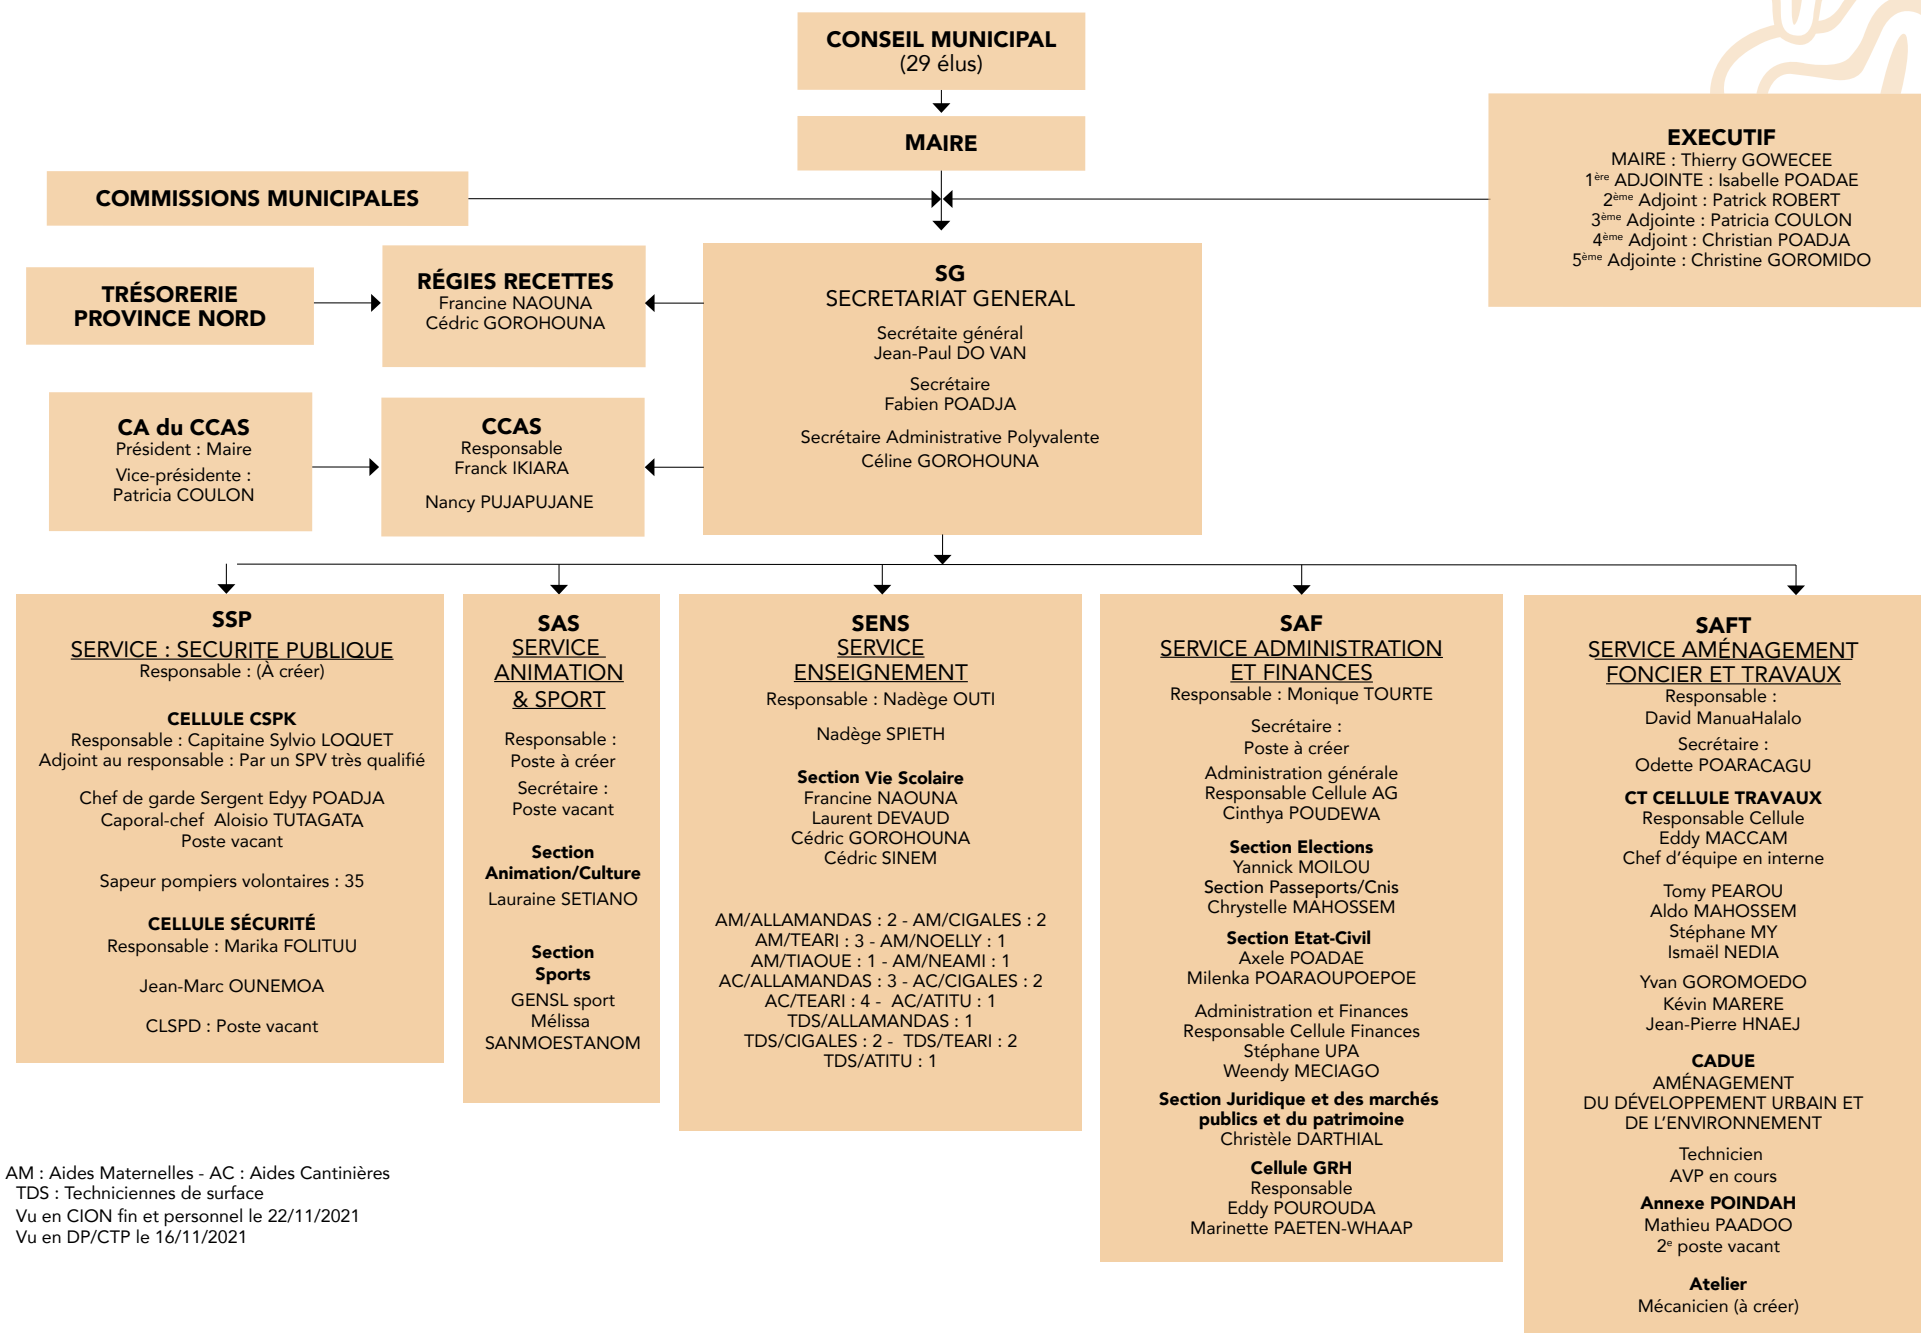 CONSEIL MUNICIPAL
(29 élus)
MAIRE
EXECUTIF
MAIRE : Thierry GOWECEE
1ère ADJOINTE : Isabelle POADAE
2ème Adjoint : Patrick ROBERT
3ème Adjointe : Patricia COULON
4ème Adjoint : Christian POADJA
5ème Adjointe : Christine GOROMIDO
COMMISSIONS MUNICIPALES
TRÉSORERIE
PROVINCE NORD
RÉGIES RECETTES
Francine NAOUNA
Cédric GOROHOUNA
SG
SECRETARIAT GENERAL
Secrétaite général
Jean-Paul DO VAN
Secrétaire
Fabien POADJA
Secrétaire Administrative Polyvalente
Céline GOROHOUNA
CA du CCAS
Président : Maire
Vice-présidente :
Patricia COULON
CCAS
Responsable
Franck IKIARA
Nancy PUJAPUJANE
SSP
SERVICE : SECURITE PUBLIQUE
Responsable : (À créer)
CELLULE CSPK
Responsable : Capitaine Sylvio LOQUET
Adjoint au responsable : Par un SPV très qualifié
Chef de garde Sergent Edyy POADJA
Caporal-chef Aloisio TUTAGATA
Poste vacant
Sapeur pompiers volontaires : 35
CELLULE SÉCURITÉ
Responsable : Marika FOLITUU
Jean-Marc OUNEMOA
CLSPD : Poste vacant
SAS
SERVICE
ANIMATION
& SPORT
Responsable :
Poste à créer
Secrétaire :
Poste vacant
Section
Animation/Culture
Lauraine SETIANO
Section
Sports
GENSL sport
Mélissa
SANMOESTANOM
SENS
SERVICE
ENSEIGNEMENT
Responsable : Nadège OUTI
Nadège SPIETH
Section Vie Scolaire
Francine NAOUNA
Laurent DEVAUD
Cédric GOROHOUNA
Cédric SINEM
AM/ALLAMANDAS : 2 - AM/CIGALES : 2
AM/TEARI : 3 - AM/NOELLY : 1
AM/TIAOUE : 1 - AM/NEAMI : 1
AC/ALLAMANDAS : 3 - AC/CIGALES : 2
AC/TEARI : 4 - AC/ATITU : 1
TDS/ALLAMANDAS : 1
TDS/CIGALES : 2 - TDS/TEARI : 2
TDS/ATITU : 1
SAF
SERVICE ADMINISTRATION
ET FINANCES
Responsable : Monique TOURTE
Secrétaire :
Poste à créer
Administration générale
Responsable Cellule AG
Cinthya POUDEWA
Section Elections
Yannick MOILOU
Section Passeports/Cnis
Chrystelle MAHOSSEM
Section Etat-Civil
Axele POADAE
Milenka POARAOUPOEPOE
Administration et Finances
Responsable Cellule Finances
Stéphane UPA
Weendy MECIAGO
Section Juridique et des marchés
publics et du patrimoine
Christèle DARTHIAL
Cellule GRH
Responsable
Eddy POUROUDA
Marinette PAETEN-WHAAP
SAFT
SERVICE AMÉNAGEMENT
FONCIER ET TRAVAUX
Responsable :
David ManuaHalalo
Secrétaire :
Odette POARACAGU
CT CELLULE TRAVAUX
Responsable Cellule
Eddy MACCAM
Chef d'équipe en interne
Tomy PEAROU
Aldo MAHOSSEM
Stéphane MY
Ismaël NEDIA
Yvan GOROMOEDO
Kévin MARERE
Jean-Pierre HNAEJ
CADUE
AMÉNAGEMENT
DU DÉVELOPPEMENT URBAIN ET
DE L'ENVIRONNEMENT
Technicien
AVP en cours
Annexe POINDAH
Mathieu PAADOO
2e poste vacant
Atelier
Mécanicien (à créer)
AM : Aides Maternelles - AC : Aides Cantinières
TDS : Techniciennes de surface
Vu en CION fin et personnel le 22/11/2021
Vu en DP/CTP le 16/11/2021